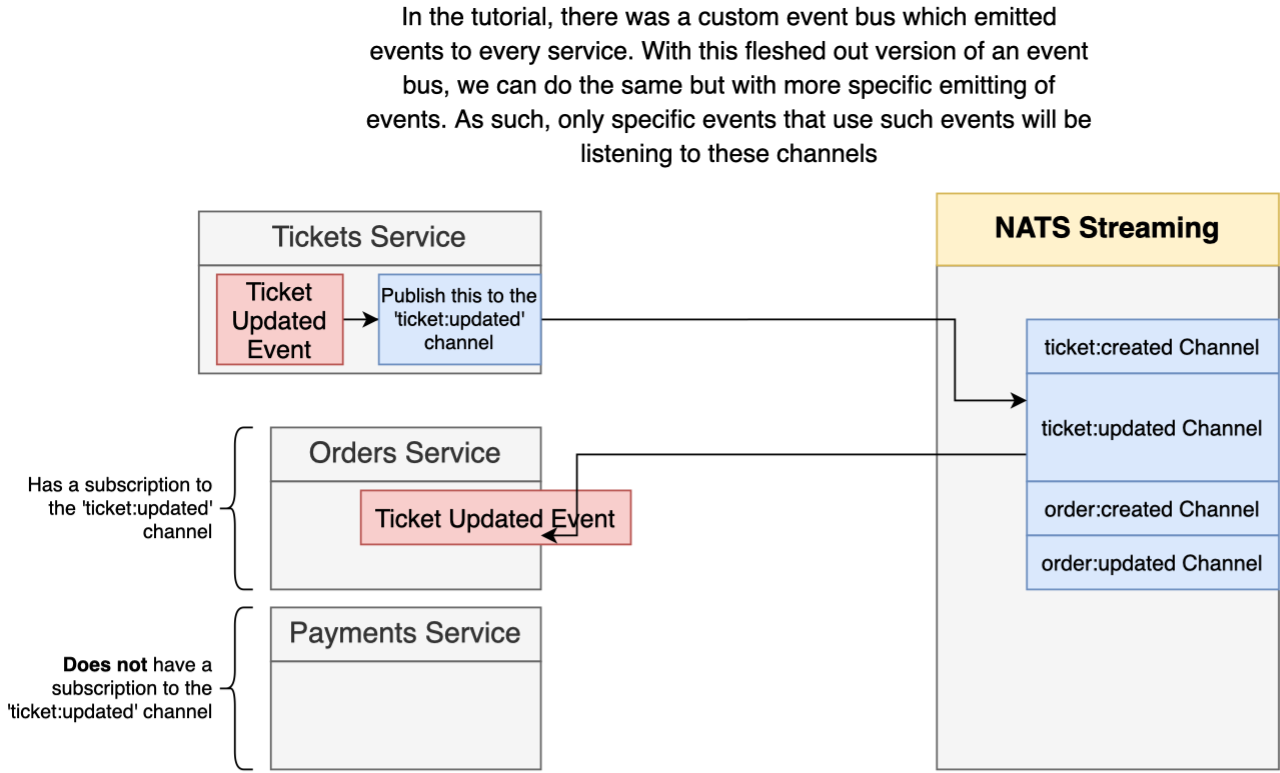 In the tutorial, there was a custom event bus which emitted
events to every service. With this fleshed out version of an event
bus, we can do the same but with more specific emitting of
events. As such, only specific events that use such events will be
listening to these channels
NATS Streaming
Tickets Service
Ticket
Updated
Event
Publish this to the
'ticket:updated'
channel
ticket:created Channel
ticket:updated Channel
order:created Channel
order:updated Channel
Has a subscription to
the 'ticket:updated'
channel
Orders Service
Ticket Updated Event
Does not have a
subscription to the
'ticket:updated' channel
Payments Service